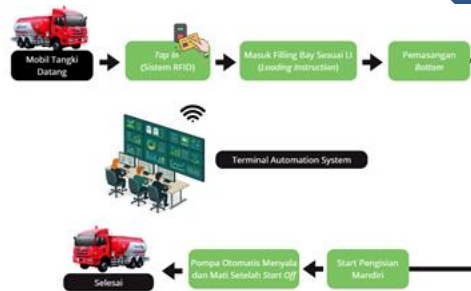 Mobil Tangki
Datang
Tap In
(Sistem RFID)
Masuk Filling Bay Sesuai LI
(Loading Instruction)
Pemasangan
Bottom
Terminal Automation System
Selesai
Pompa Otomatis Menyala
dan Mati Setelah Start Off
Start Pengisian
Mandiri